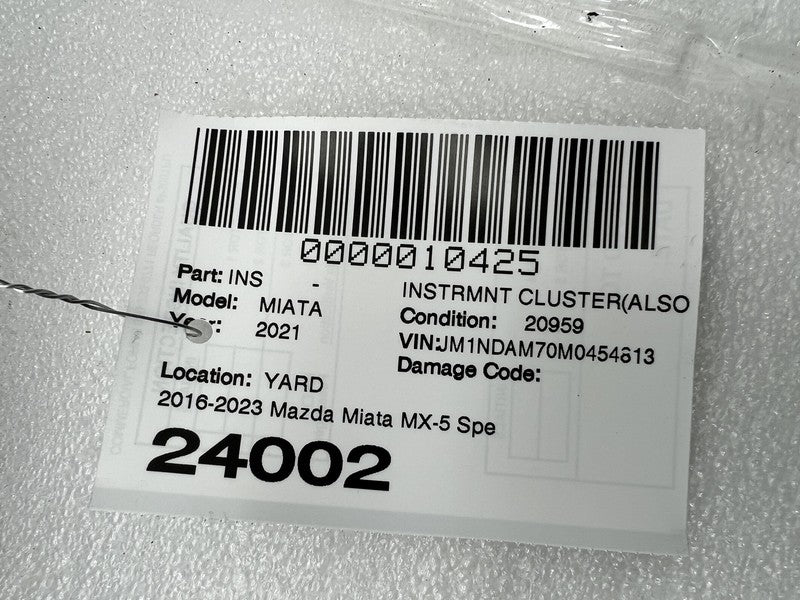 0000010425
Part: INS - INSTRMNT CLUSTER(ALSO
Model: MIATA Condition: 20959
Year: 2021 VIN:JM1NDAM70M0454813
Location: YARD Damage Code:
2016-2023 Mazda Miata MX-5 Spe
24002